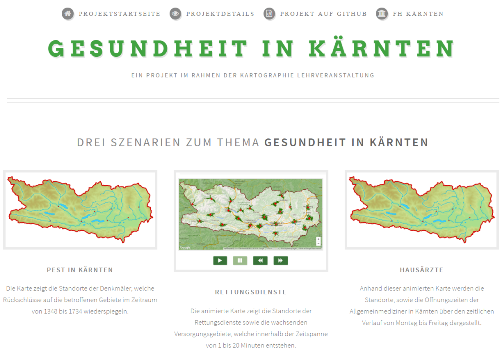 PROJEKTSTARTSEITE PROJEKTDETAILS PROJEKT AUF GITHUB FH KÄRNTEN
GESUNDHEIT IN KÄRNTEN
EIN PROJEKT IM RAHMEN DER KARTOGRAPHIE LEHRVERANSTALTUNG
DREI SZENARIEN ZUM THEMA GESUNDHEIT IN KÄRNTEN
PEST IN KÄRNTEN
Die Karte zeigt die Standorte der Denkmäler, welche
Rückschlüsse auf die betroffenen Gebiete im Zeitraum
von 1348 bis 1734 wiederspiegeln.
RETTUNGSDIENSTE
Die animierte Karte zeigt die Standorte der
Rettungsdienste sowie die wachsenden
Versorgungsgebiete, welche innerhalb der Zeitspanne
von 1 bis 20 Minuten entstehen.
HAUSÄRZTE
Anhand dieser animierten Karte werden die
Standorte, sowie die Öffnungszeiten der
Allgemeinmediziner in Kärnten über den zeitlichen
Verlauf von Montag bis Freitag dargestellt.